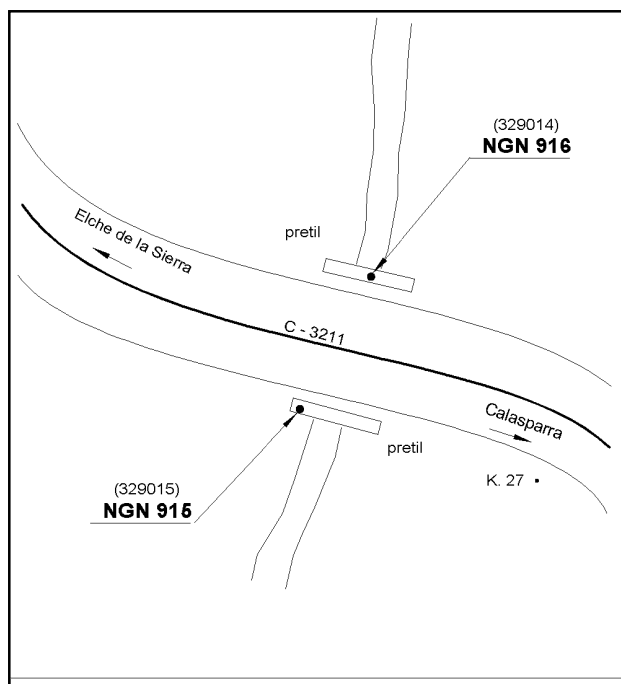 (329014)
NGN 916
Elche de la Sierra
pretil
C - 3211
Calasparra
pretil
K. 27
(329015)
NGN 915